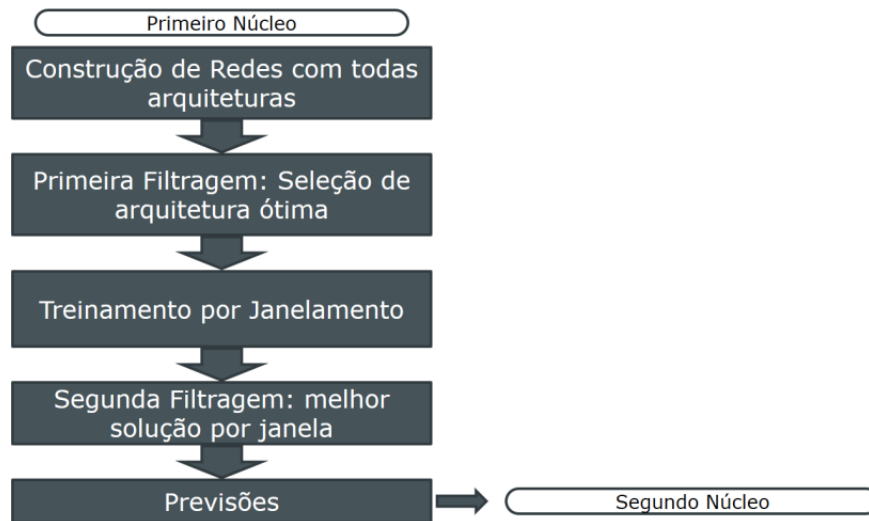 Primeiro Núcleo
Construção de Redes com todas
arquiteturas
Primeira Filtragem: Seleção de
arquitetura ótima
Treinamento por Janelamento
Segunda Filtragem: melhor
solução por janela
Previsões
Segundo Núcleo